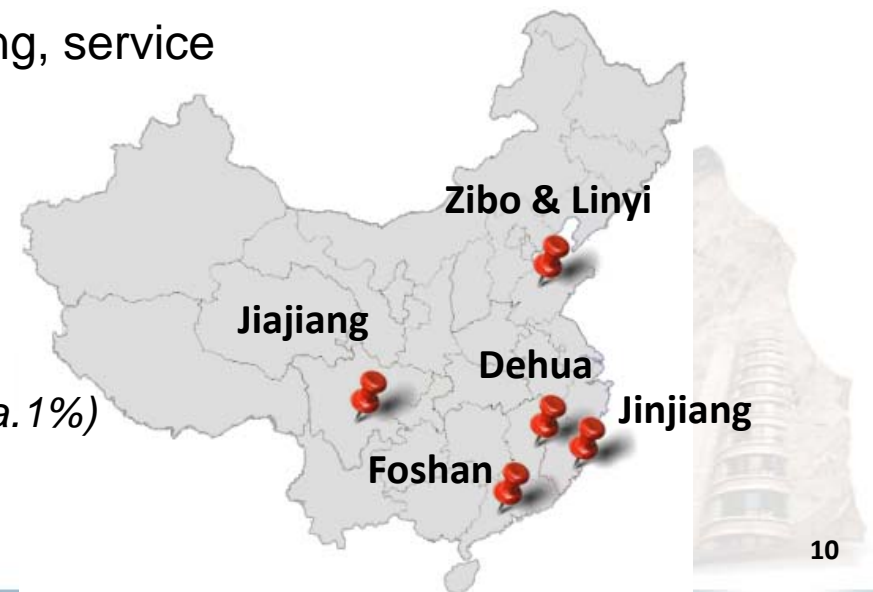 ng, service
Zibo & Linyi
Jiajiang
Dehua
a.1%)
Jinjiang
Foshan
10